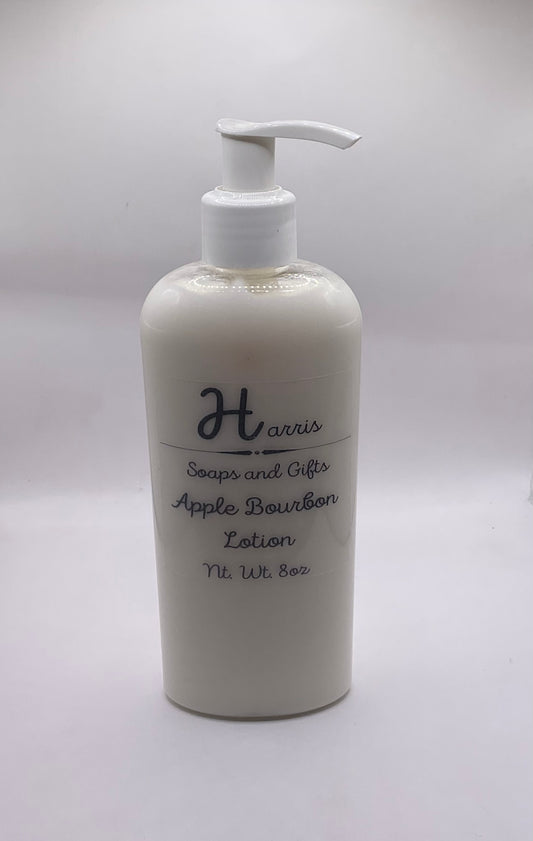 Harris
Soaps and Gifts
Apple Bourbon
Lotion
Nt. Wt. 8oz